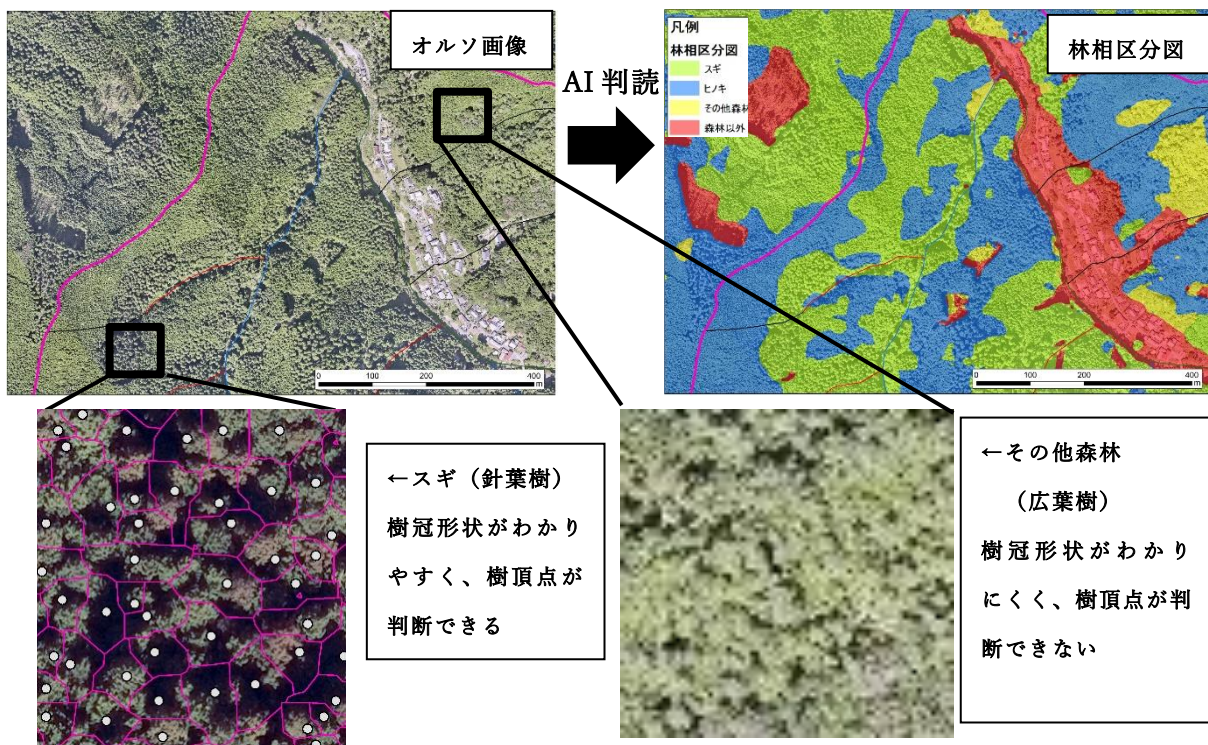 オルソ画像
AI 判読
凡例
林相区分図
スギ
ヒノキ
その他森林
森林以外
林相区分図
0 100 200 400
m
0 100 200 400
m
←スギ（針葉樹）
樹冠形状がわかり
やすく、樹頂点が
判断できる
←その他森林
（広葉樹）
樹冠形状がわかり
にくく、樹頂点が判
断できない